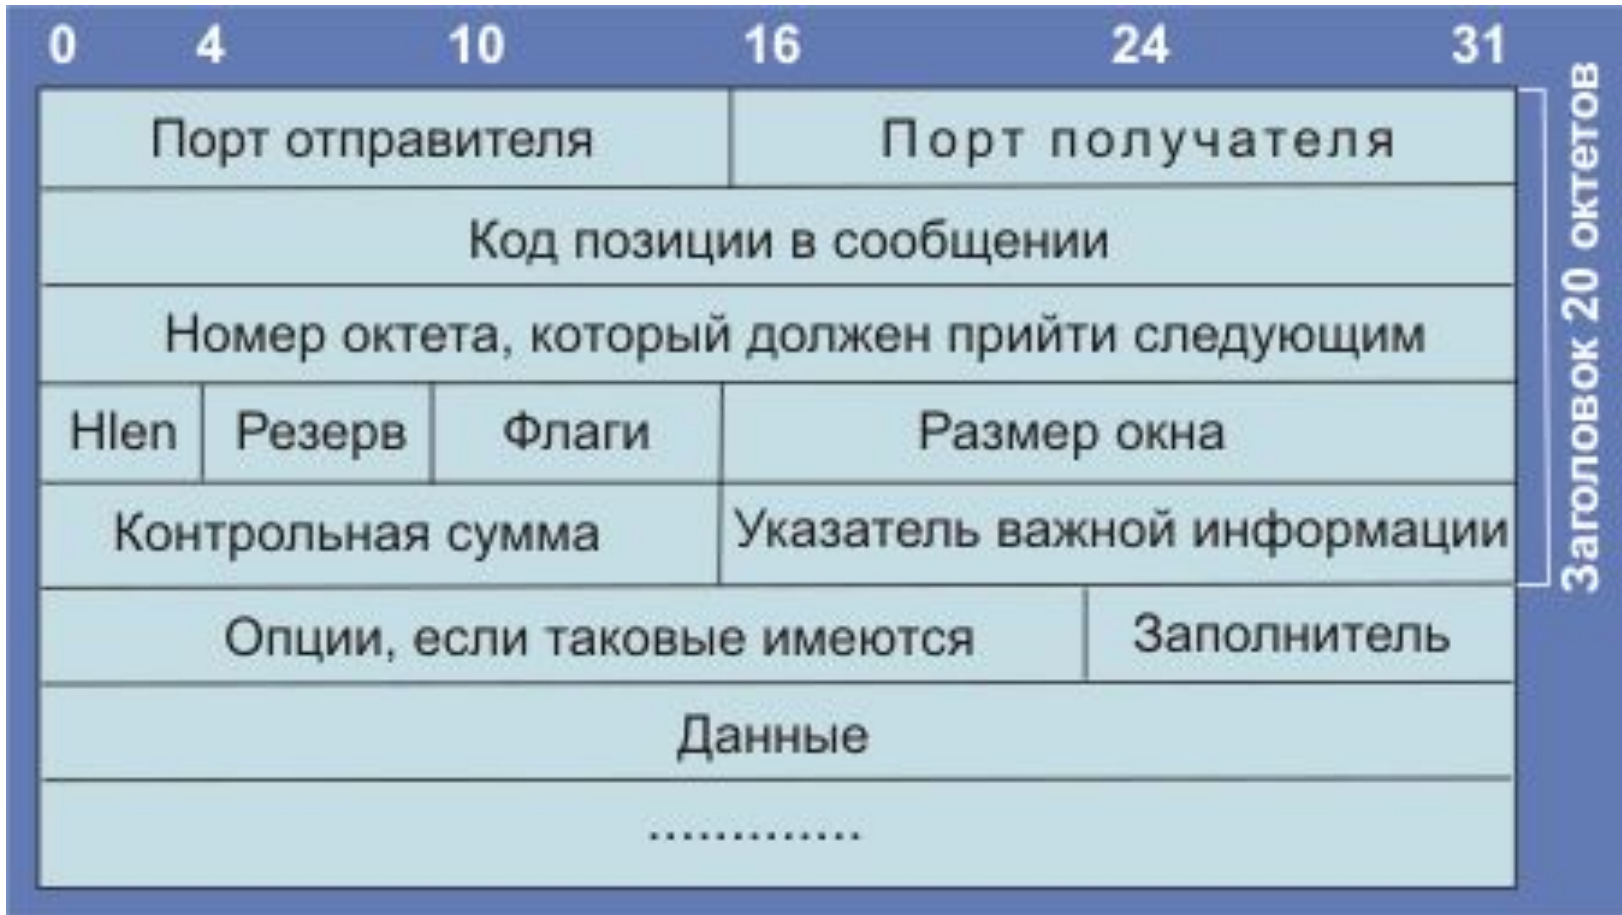 0 4 10 16 24 31
Порт отправителя Порт получателя
Код позиции в сообщении
Номер октета, который должен прийти следующим
Hlen Резерв Флаги Размер окна
Контрольная сумма Указатель важной информации
Опции, если таковые имеются Заполнитель
Данные
.............
Заголовок 20 октетов